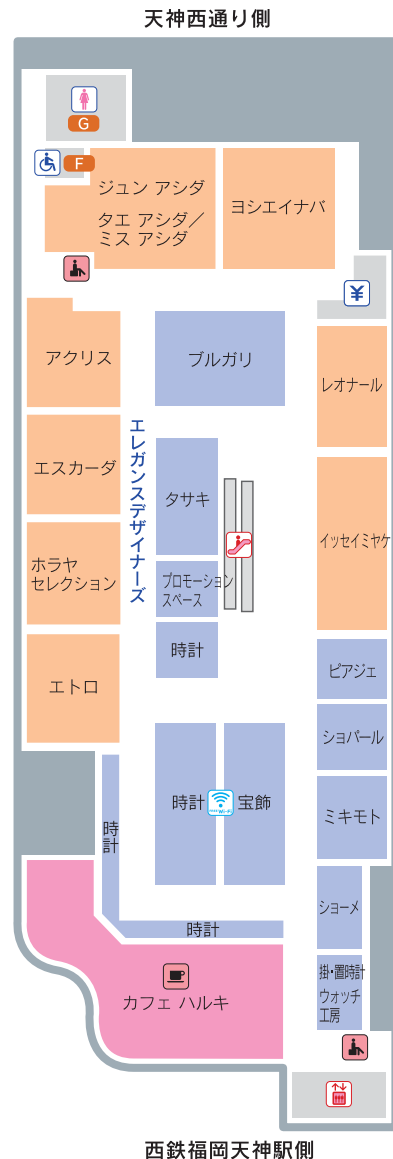 天神西通り側
G
F
ジュン アシダ
タエ アシダ／
ミス アシダ
ヨシエイナバ
¥
アクリス
ブルガリ
レオナール
エスカーダ
エレガンスデザイナーズ
タサキ
イッセイミヤケ
ホラヤ
セレクション
プロモーション
スペース
時計
エトロ
ピアジェ
ショパール
時計
宝飾
ミキモト
時計
ショーメ
時計
カフェ ハルキ
掛・置時計
ウォッチ
工房
西鉄福岡天神駅側